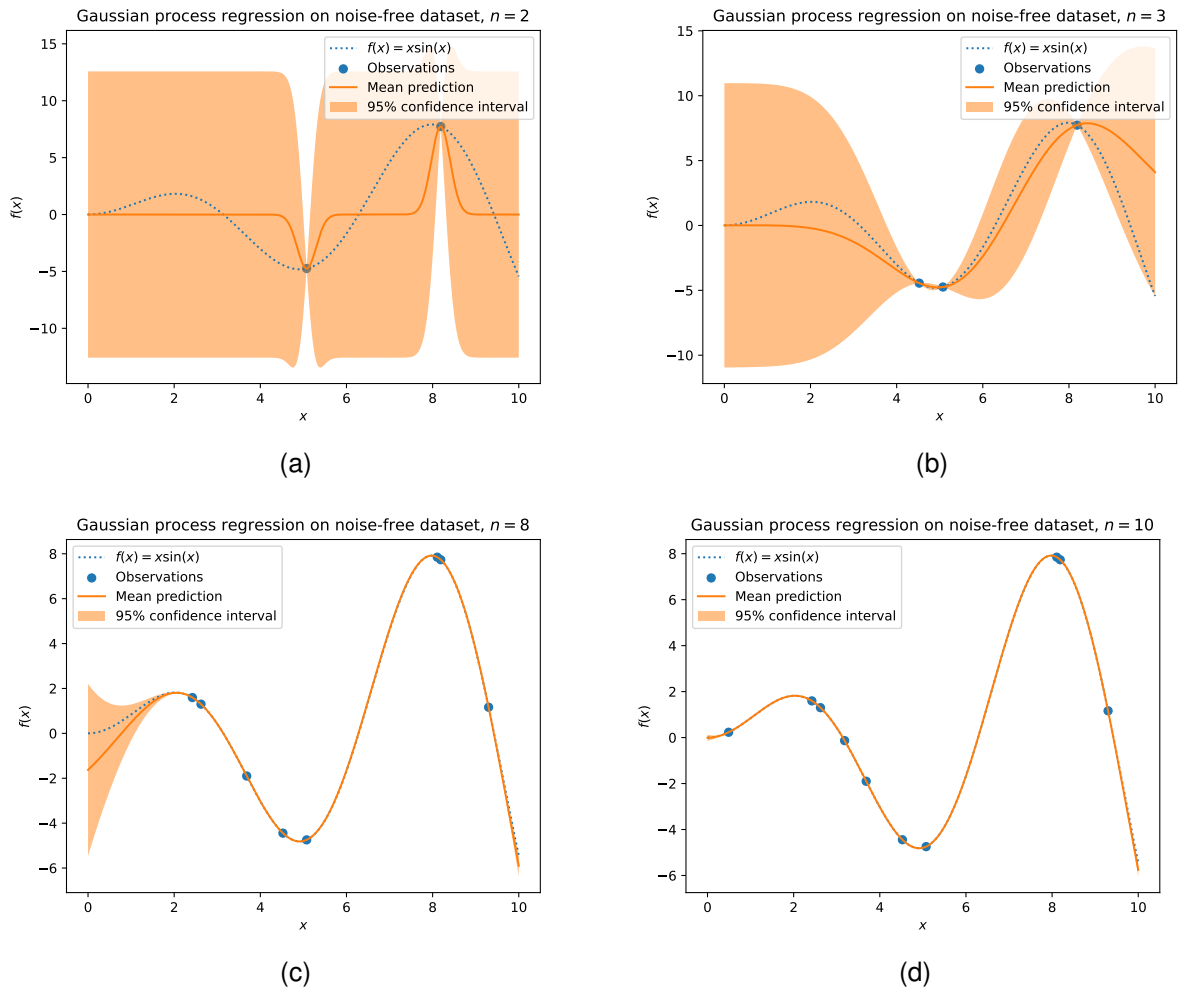 Gaussian process regression on noise-free dataset, n = 2
15
10
5
0
−5
−10
f(x)
f(x) = xsin(x)
Observations
Mean prediction
95% confidence interval
0 2 4 6 8 10
x
(a)
Gaussian process regression on noise-free dataset, n = 3
15
10
5
0
−5
−10
f(x)
f(x) = xsin(x)
Observations
Mean prediction
95% confidence interval
0 2 4 6 8 10
x
(b)
Gaussian process regression on noise-free dataset, n = 8
8
6
4
2
0
−2
−4
−6
f(x)
f(x) = xsin(x)
Observations
Mean prediction
95% confidence interval
0 2 4 6 8 10
x
(c)
Gaussian process regression on noise-free dataset, n = 10
8
6
4
2
0
−2
−4
−6
f(x)
f(x) = xsin(x)
Observations
Mean prediction
95% confidence interval
0 2 4 6 8 10
x
(d)